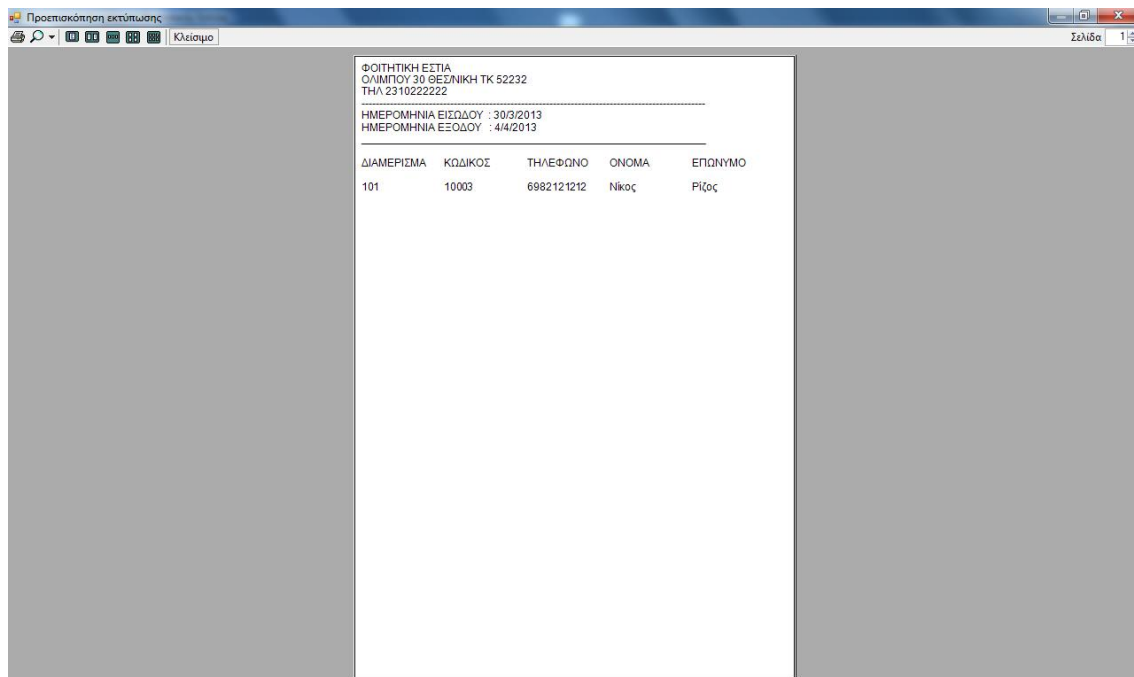 Προεπισκόπηση εκτύπωσης
Κλείσιμο Σελίδα 1
ΦΟΙΤΗΤΙΚΗ ΕΣΤΙΑ
ΟΛΙΜΠΟΥ 30 ΘΕΣ/ΝΙΚΗ ΤΚ 52232
ΤΗΛ 2310222222
ΗΜΕΡΟΜΗΝΙΑ ΕΙΣΩΔΟΥ : 30/3/2013
ΗΜΕΡΟΜΗΝΙΑ ΕΞΟΔΟΥ : 4/4/2013
ΔΙΑΜΕΡΙΣΜΑ ΚΩΔΙΚΟΣ ΤΗΛΕΦΩΝΟ ΟΝΟΜΑ ΕΠΩΝΥΜΟ
101 10003 6982121212 Νίκος Ρίζος